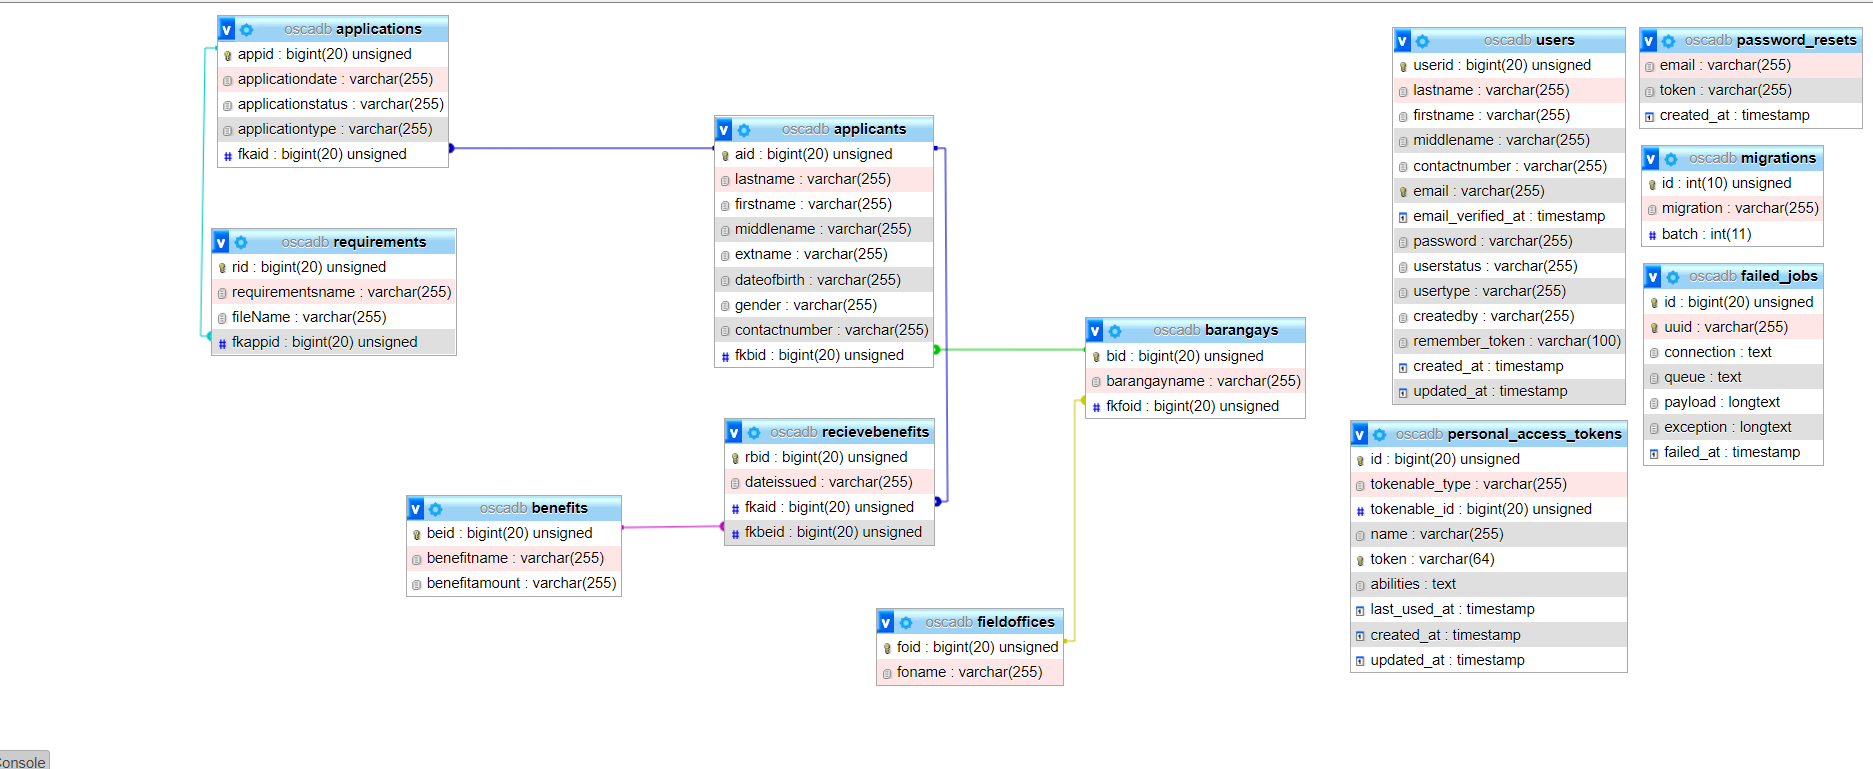 v oscadb applications
appid : bigint(20) unsigned
applicationdate : varchar(255)
applicationstatus : varchar(255)
applicationtype : varchar(255)
# fkaid : bigint(20) unsigned
v oscadb requirements
rid : bigint(20) unsigned
requirementsname : varchar(255)
fileName : varchar(255)
# fkappid : bigint(20) unsigned
v oscadb applicants
aid : bigint(20) unsigned
lastname : varchar(255)
firstname : varchar(255)
middlename : varchar(255)
extname : varchar(255)
dateofbirth : varchar(255)
gender : varchar(255)
contactnumber : varchar(255)
# fkbid : bigint(20) unsigned
v oscadb recievebenefits
rbid : bigint(20) unsigned
dateissued : varchar(255)
# fkaid : bigint(20) unsigned
# fkbeid : bigint(20) unsigned
v oscadb benefits
beid : bigint(20) unsigned
benefitname : varchar(255)
benefitamount : varchar(255)
v oscadb barangays
bid : bigint(20) unsigned
barangayname : varchar(255)
# fkfoid : bigint(20) unsigned
v oscadb fieldoffices
foid : bigint(20) unsigned
foname : varchar(255)
v oscadb users
userid : bigint(20) unsigned
lastname : varchar(255)
firstname : varchar(255)
middlename : varchar(255)
contactnumber : varchar(255)
email : varchar(255)
email_verified_at : timestamp
password : varchar(255)
userstatus : varchar(255)
usertype : varchar(255)
createdby : varchar(255)
remember_token : varchar(100)
created_at : timestamp
updated_at : timestamp
v oscadb personal_access_tokens
id : bigint(20) unsigned
tokenable_type : varchar(255)
# tokenable_id : bigint(20) unsigned
name : varchar(255)
token : varchar(64)
abilities : text
last_used_at : timestamp
created_at : timestamp
updated_at : timestamp
v oscadb password_resets
email : varchar(255)
token : varchar(255)
created_at : timestamp
v oscadb migrations
id : int(10) unsigned
migration : varchar(255)
# batch : int(11)
v oscadb failed_jobs
id : bigint(20) unsigned
uuid : varchar(255)
connection : text
queue : text
payload : longtext
exception : longtext
failed_at : timestamp
Console